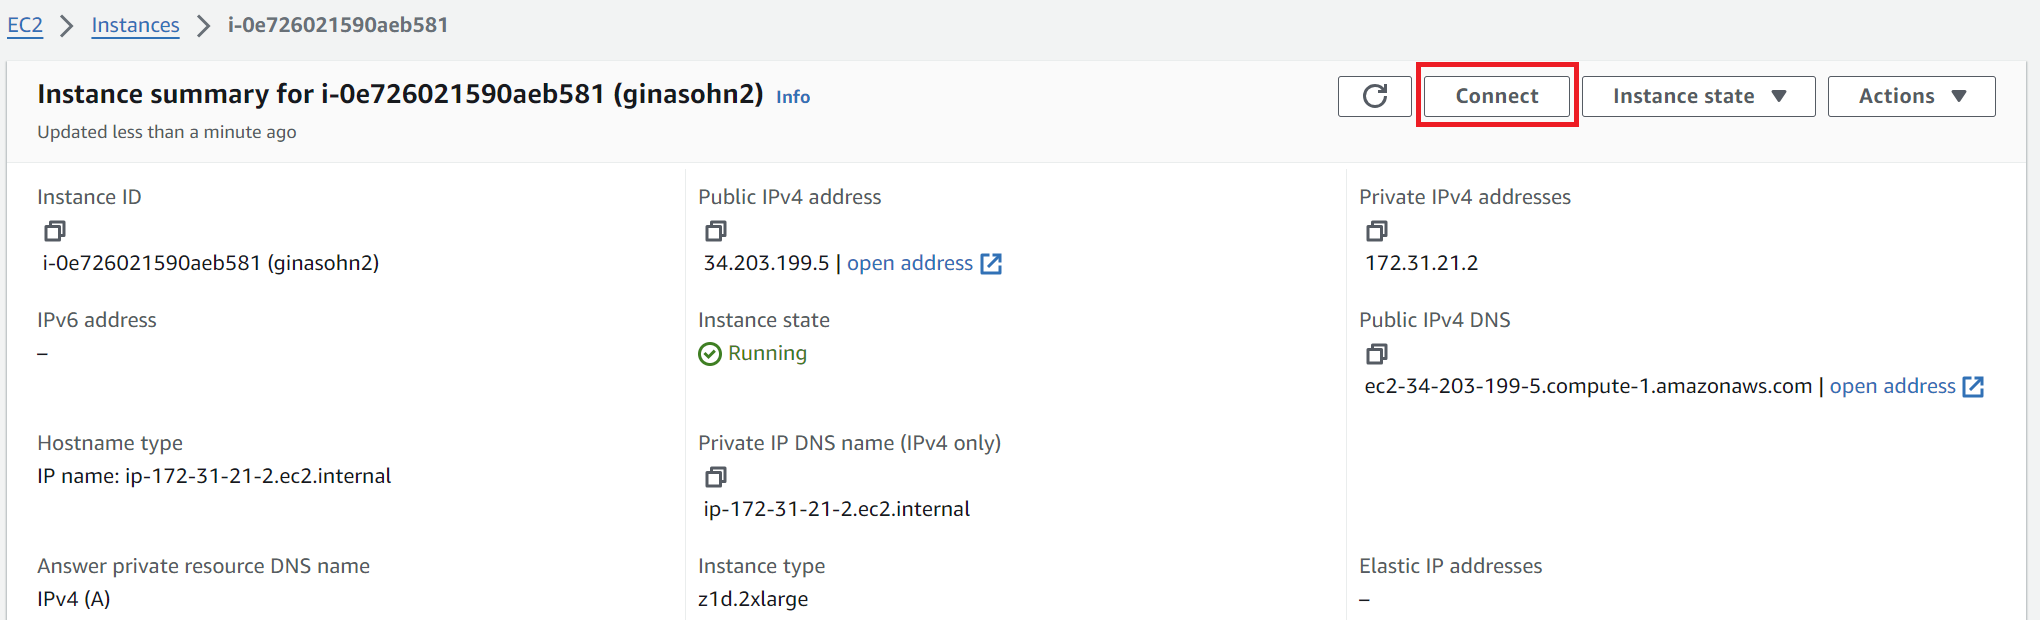 EC2 > Instances > i-0e726021590aeb581
Instance summary for i-0e726021590aeb581 (ginasohn2) Info
Updated less than a minute ago
Connect
Instance state
Actions
Instance ID
i-0e726021590aeb581 (ginasohn2)
Public IPv4 address
34.203.199.5 | open address
Private IPv4 addresses
172.31.21.2
IPv6 address
–
Instance state
Running
Public IPv4 DNS
ec2-34-203-199-5.compute-1.amazonaws.com | open address
Hostname type
IP name: ip-172-31-21-2.ec2.internal
Private IP DNS name (IPv4 only)
ip-172-31-21-2.ec2.internal
Answer private resource DNS name
IPv4 (A)
Instance type
z1d.2xlarge
Elastic IP addresses
–